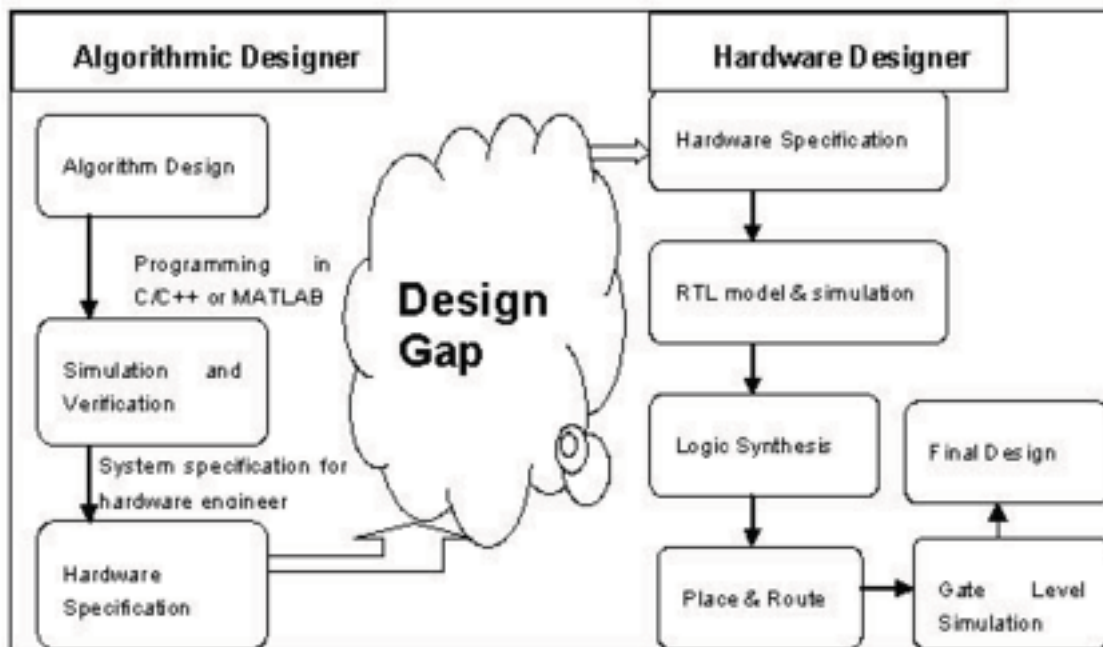 Algorithmic Designer
Algorithm Design
Programming in
C/C++ or MATLAB
Simulation and
Verification
System specification for
hardware engineer
Hardware
Specification
Design
Gap
Hardware Designer
Hardware Specification
RTL model & simulation
Logic Synthesis
Place & Route
Gate Level
Simulation
Final Design